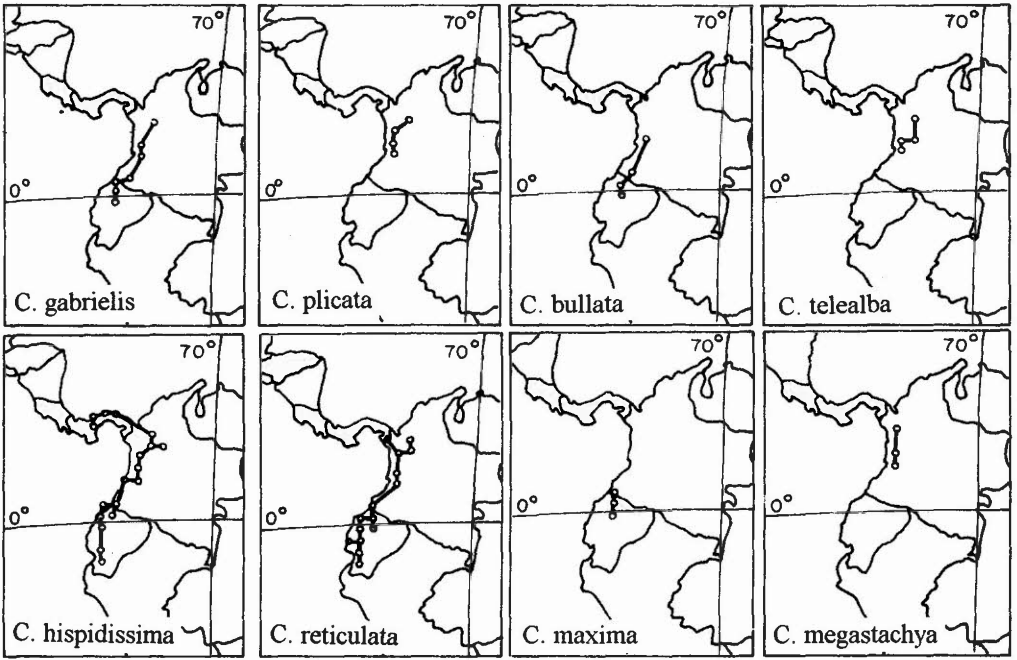 70°
0°
C. gabrielis
70°
0°
C. plicata
70°
0°
C. bullata
70°
0°
C. telealba
70°
0°
C. hispidissima
70°
0°
C. reticulata
70°
0°
C. maxima
70°
0°
C. megastachya